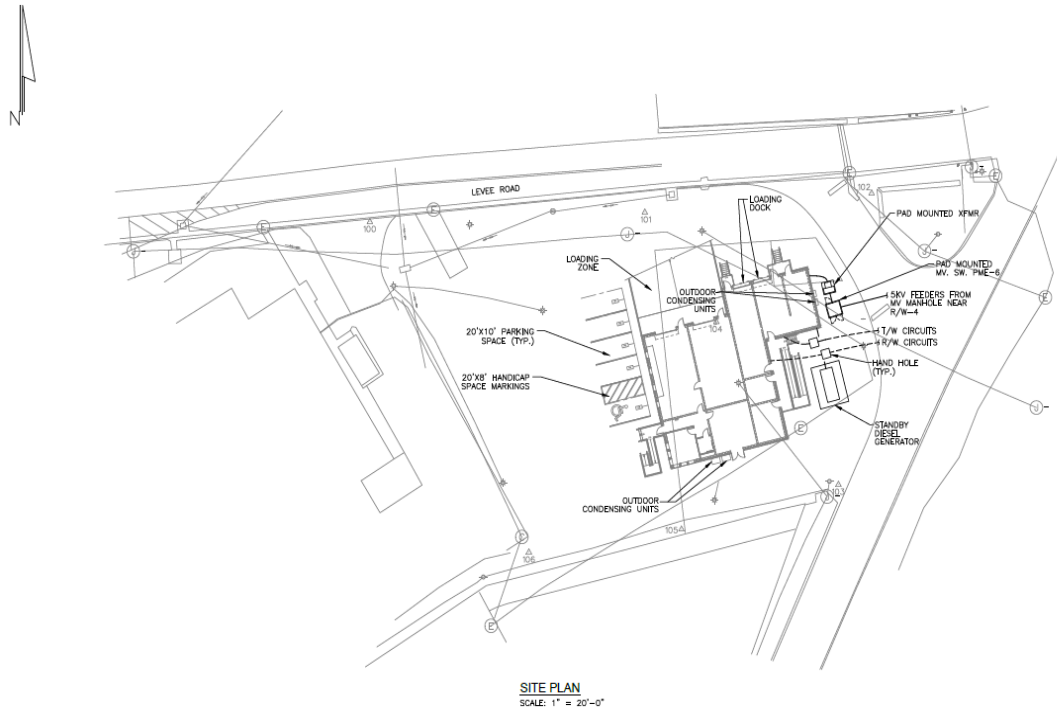 N
LEVEE ROAD
100
101
102
LOADING
DOCK
PAD MOUNTED XFMR
LOADING
ZONE
PAD MOUNTED
MV. SW. PME-6
OUTDOOR
CONDENSING
UNITS
5KV FEEDERS FROM
MV MANHOLE NEAR
R/W-4
104
20'X10' PARKING
SPACE (TYP.)
T/W CIRCUITS
R/W CIRCUITS
HAND HOLE
(TYP.)
20'X8' HANDICAP
SPACE MARKINGS
STANDBY
DIESEL
GENERATOR
OUTDOOR
CONDENSING UNITS
103
105
106
E
E
E
E
E
E
E
J
J
J
J
J
SITE PLAN
SCALE: 1" = 20'-0"